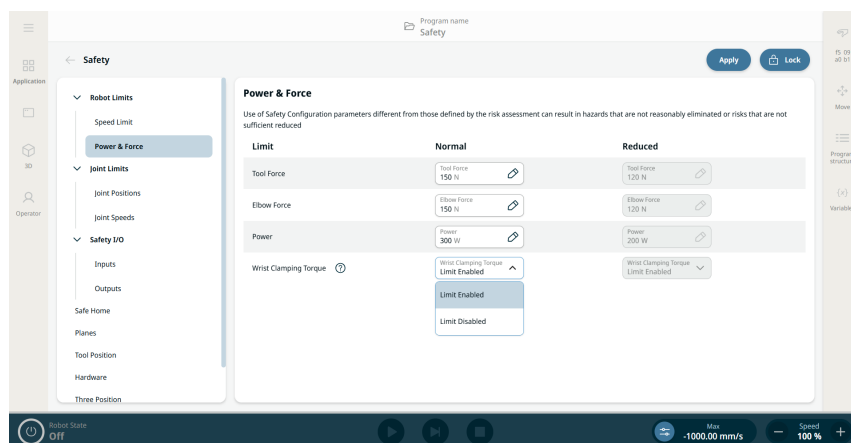 Program name
Safety
Safety
Apply
Lock
Application
3D
Operator
Robot Limits
Speed Limit
Power & Force
Joint Limits
Joint Positions
Joint Speeds
Safety I/O
Inputs
Outputs
Safe Home
Planes
Tool Position
Hardware
Three Position
Power & Force
Use of Safety Configuration parameters different from those defined by the risk assessment can result in hazards that are not reasonably eliminated or risks that are not
sufficient reduced
Limit Normal Reduced
Tool Force
Tool Force
150 N
Tool Force
120 N
Elbow Force
Elbow Force
150 N
Elbow Force
120 N
Power
Power
300 W
Power
200 W
Wrist Clamping Torque ?
Wrist Clamping Torque
Limit Enabled
Wrist Clamping Torque
Limit Enabled
Limit Enabled
Limit Disabled
f5 09
a0 b1
Move
Program
structur
{x}
Variable
Robot State
Off
Max
-1000.00 mm/s
Speed
100 %